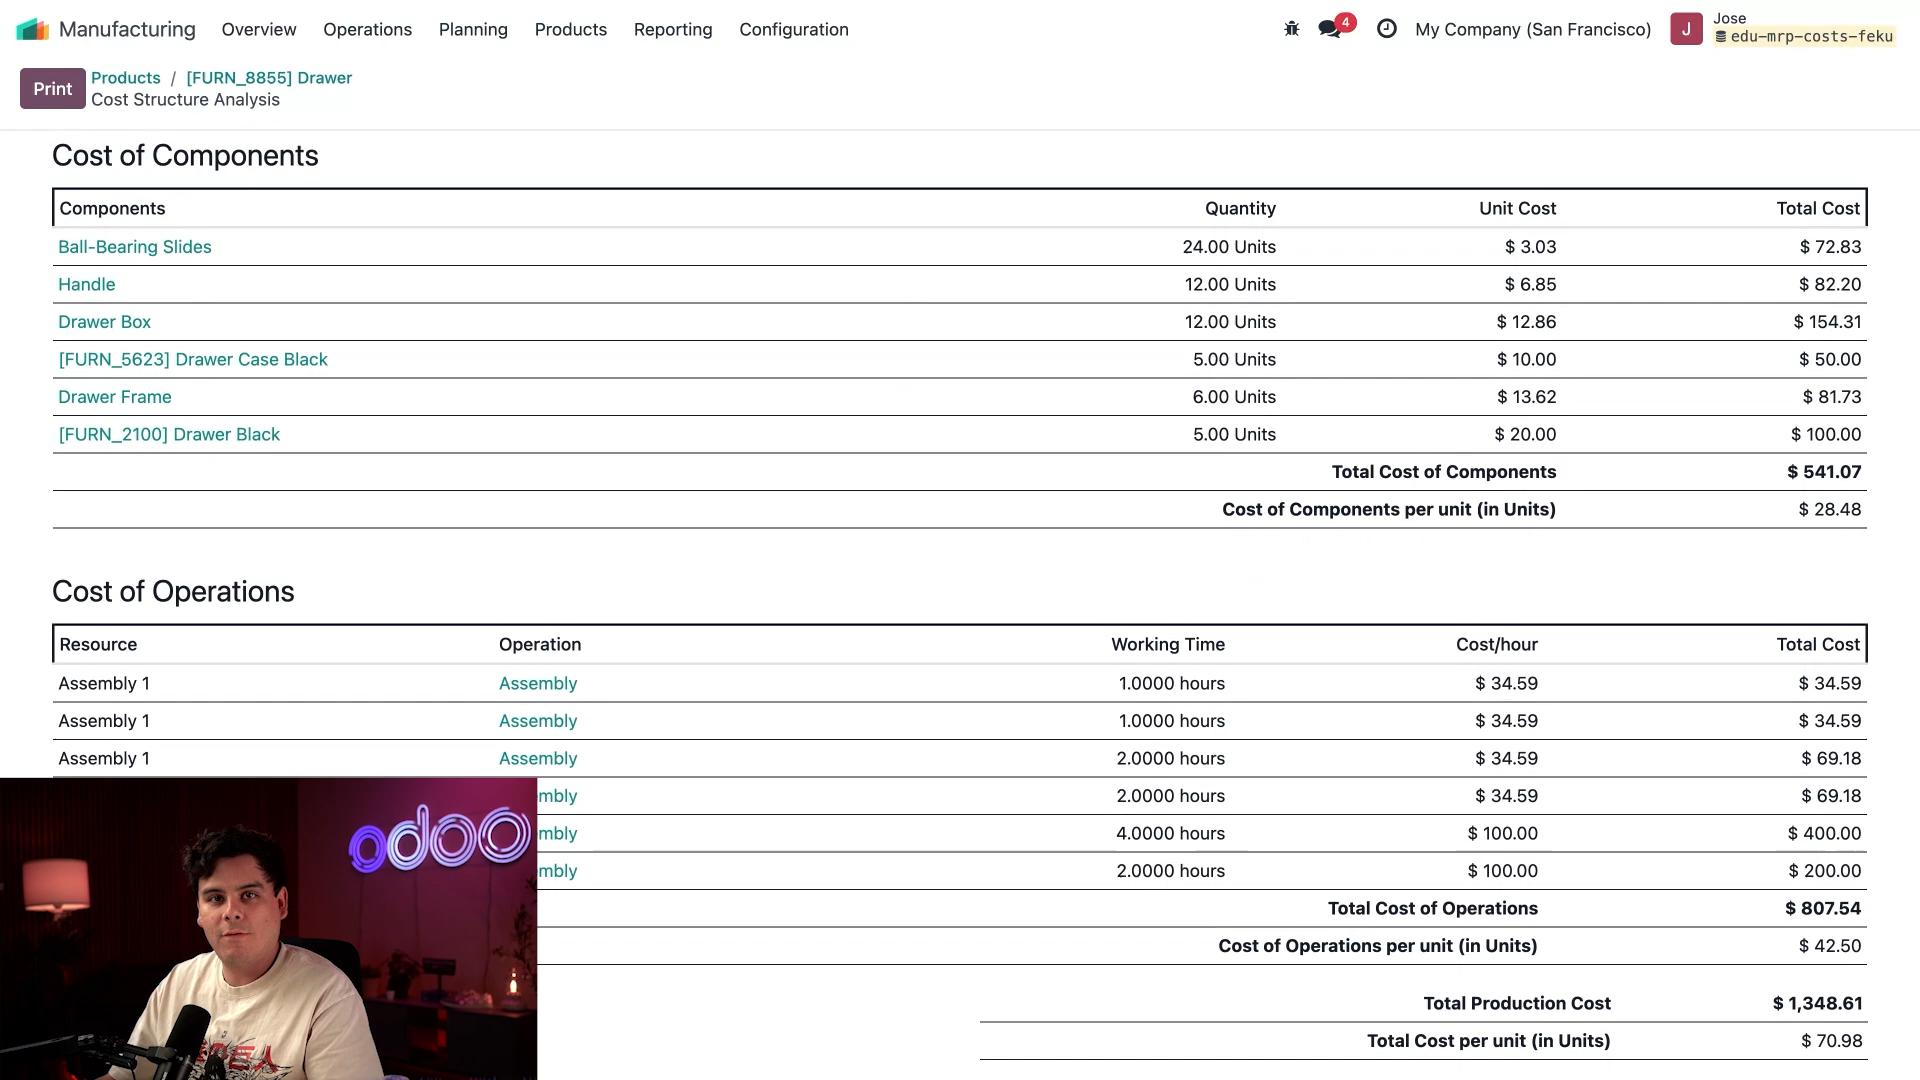 Manufacturing Overview Operations Planning Products Reporting Configuration 4 My Company (San Francisco) J Jose
edu-mrp-costs-feku
Print Products / [FURN_8855] Drawer
Cost Structure Analysis
Cost of Components
Components Quantity Unit Cost Total Cost
Ball-Bearing Slides 24.00 Units $ 3.03 $ 72.83
Handle 12.00 Units $ 6.85 $ 82.20
Drawer Box 12.00 Units $ 12.86 $ 154.31
[FURN_5623] Drawer Case Black 5.00 Units $ 10.00 $ 50.00
Drawer Frame 6.00 Units $ 13.62 $ 81.73
[FURN_2100] Drawer Black 5.00 Units $ 20.00 $ 100.00
Total Cost of Components $ 541.07
Cost of Components per unit (in Units) $ 28.48
Cost of Operations
Resource Operation Working Time Cost/hour Total Cost
Assembly 1 Assembly 1.0000 hours $ 34.59 $ 34.59
Assembly 1 Assembly 1.0000 hours $ 34.59 $ 34.59
Assembly 1 Assembly 2.0000 hours $ 34.59 $ 69.18
mbly 2.0000 hours $ 34.59 $ 69.18
mbly 4.0000 hours $ 100.00 $ 400.00
mbly 2.0000 hours $ 100.00 $ 200.00
Total Cost of Operations $ 807.54
Cost of Operations per unit (in Units) $ 42.50
Total Production Cost $ 1,348.61
Total Cost per unit (in Units) $ 70.98
odoo